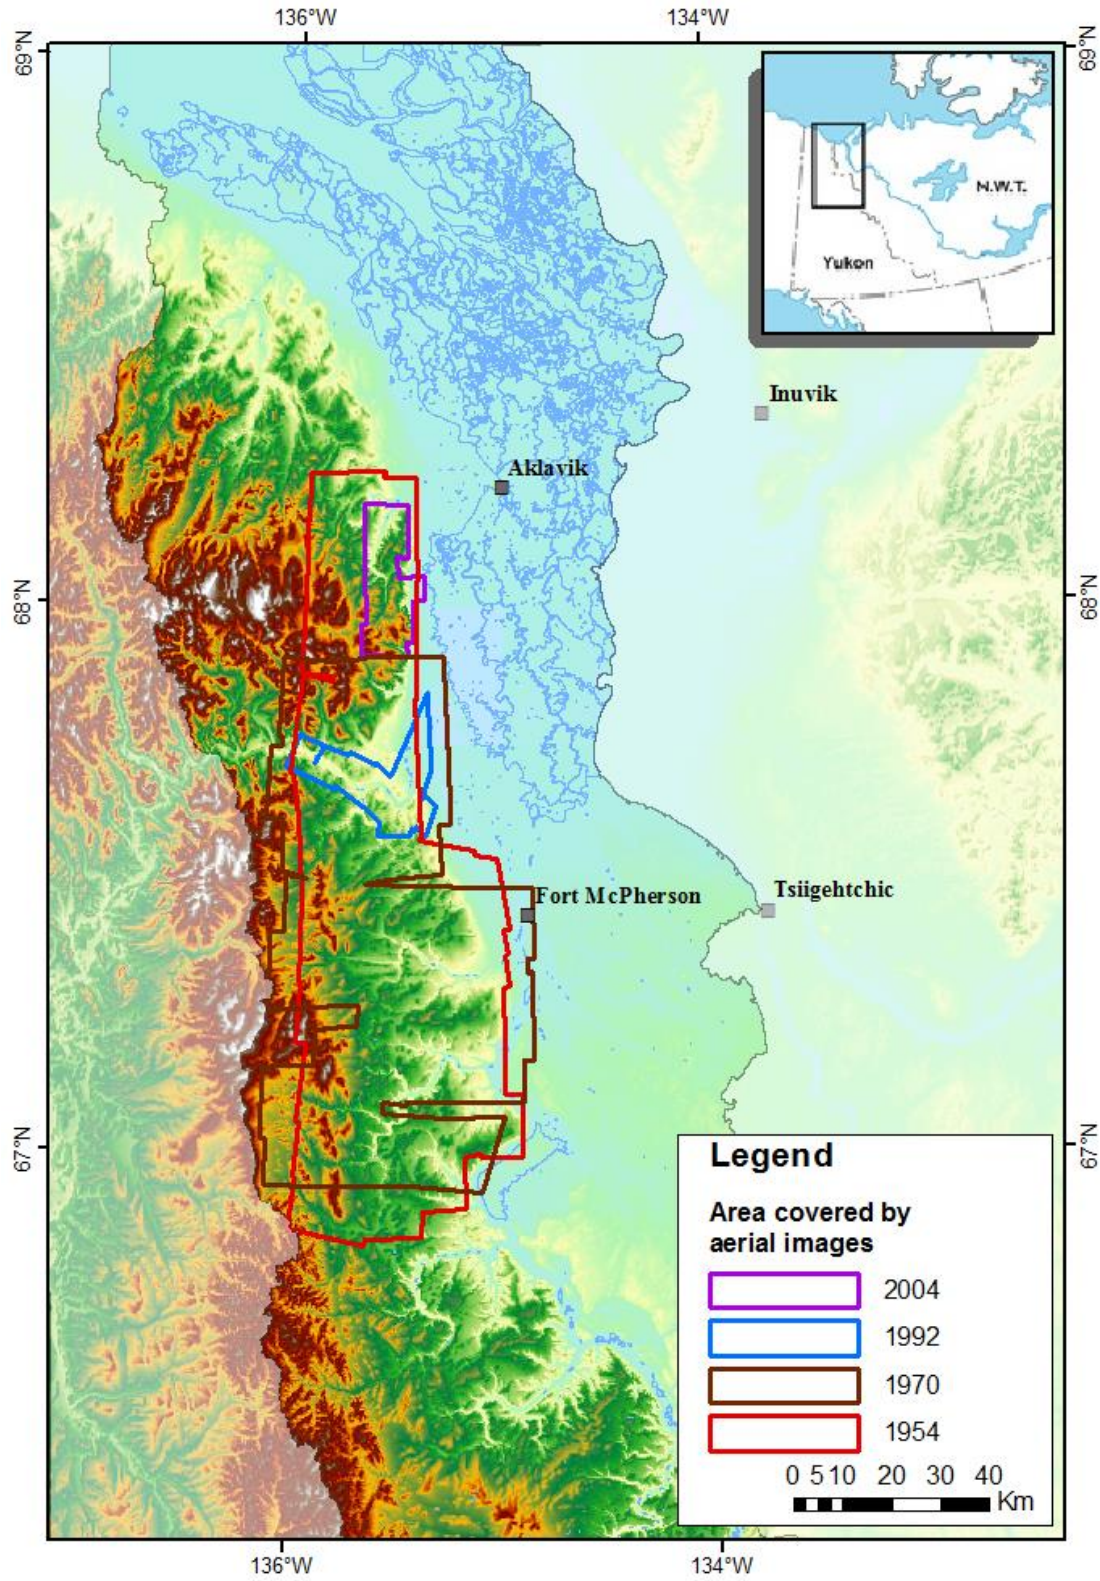 136°W
134°W
69°N
69°N
N.W.T.
Yukon
Inuvik
Aklavik
68°N
68°N
Fort McPherson
Tsiigehtchic
67°N
67°N
Legend
Area covered by
aerial images
2004
1992
1970
1954
0 5 10 20 30 40
Km
136°W
134°W